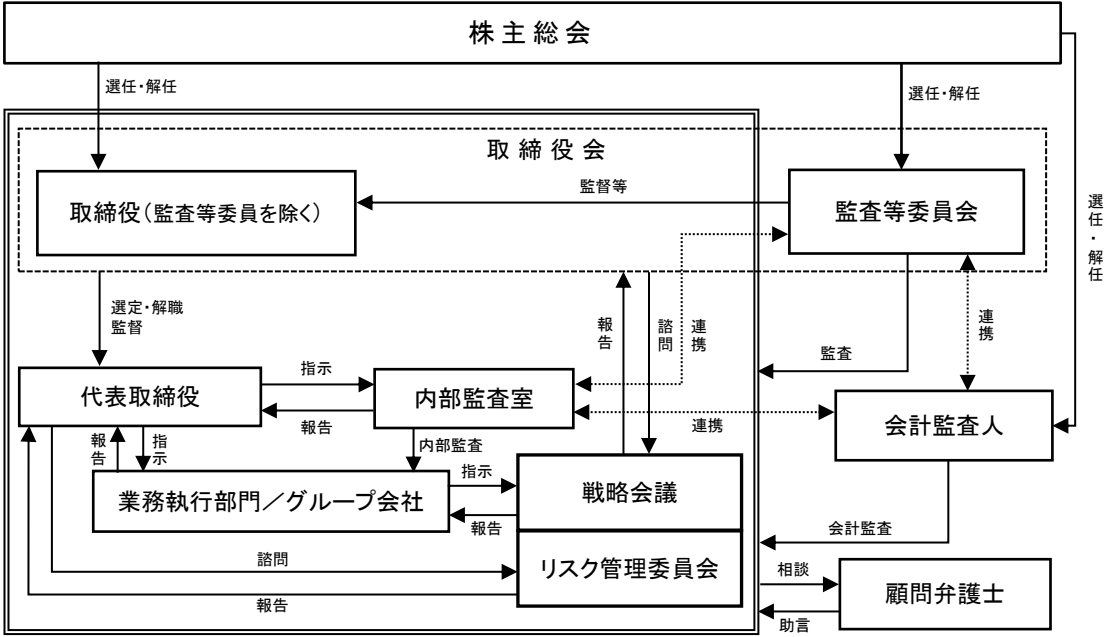 株主総会
選任・解任
選任・解任
選任・解任
取締役会
取締役（監査等委員を除く）
監督等
監査等委員会
選定・解職
監督
報告
諮問
連携
連携
監査
代表取締役
指示
報告
内部監査室
連携
会計監査人
報告
指示
内部監査
業務執行部門／グループ会社
指示
報告
戦略会議
リスク管理委員会
諮問
報告
会計監査
相談
助言
顧問弁護士